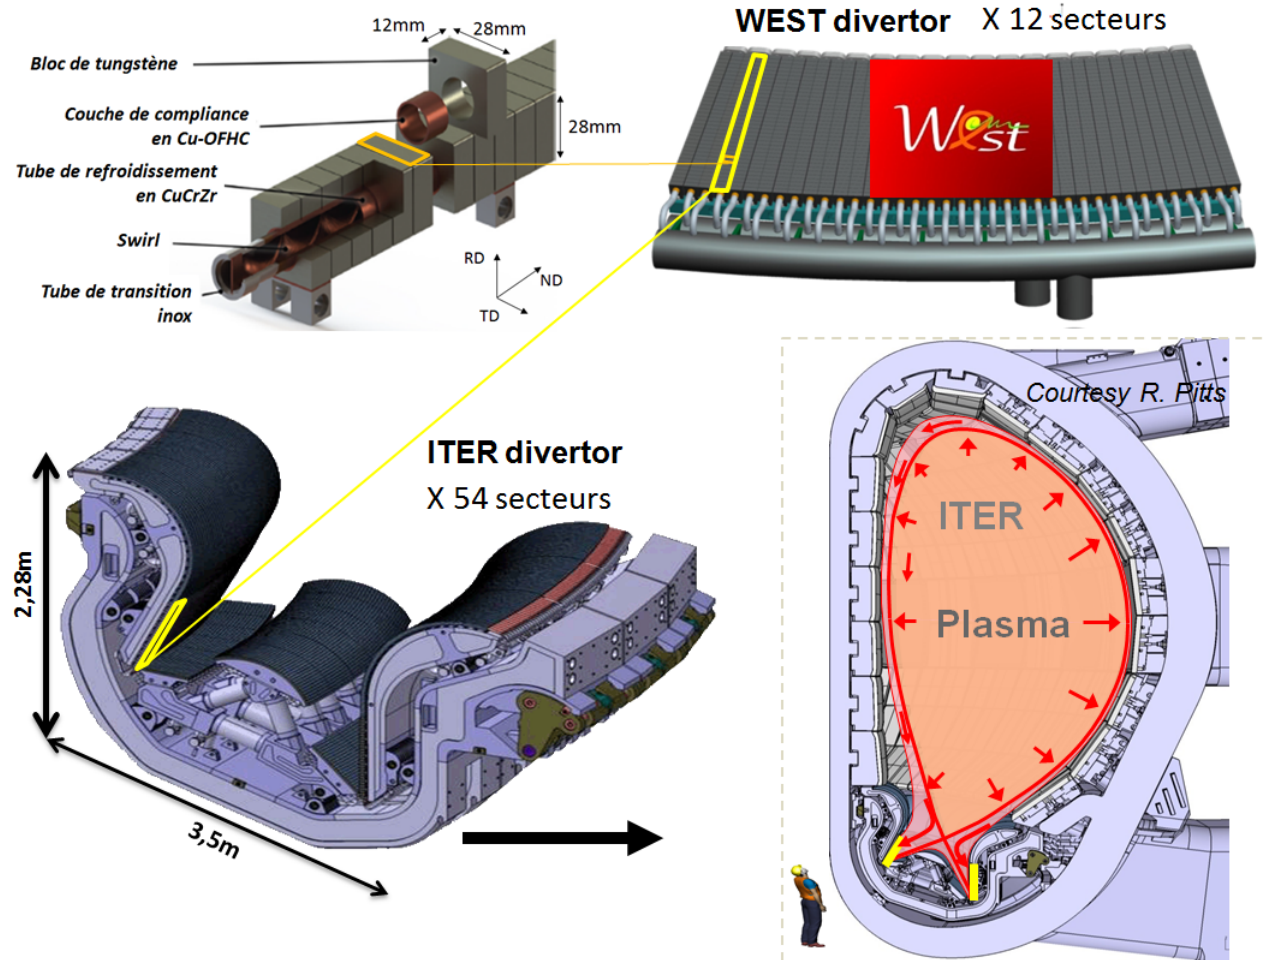 WEST divertor X 12 secteurs
12mm
28mm
Bloc de tungstène
Couche de compliance
en Cu-OFHC
28mm
Tube de refroidissement
en CuCrZr
Swirl
Tube de transition
inox
RD
ND
TD
West
Courtesy R. Pitts
ITER divertor
X 54 secteurs
2,28m
3,5m
ITER
Plasma